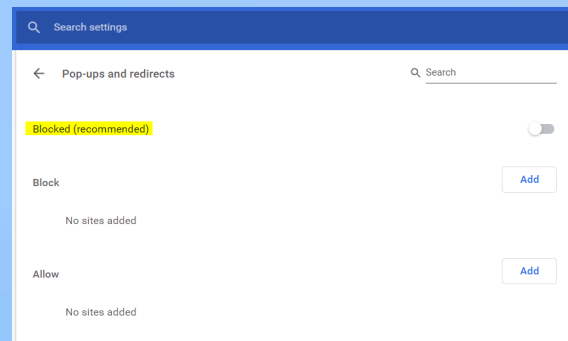 Search settings
Pop-ups and redirects
Search
Blocked (recommended)
Block
Add
No sites added
Allow
Add
No sites added